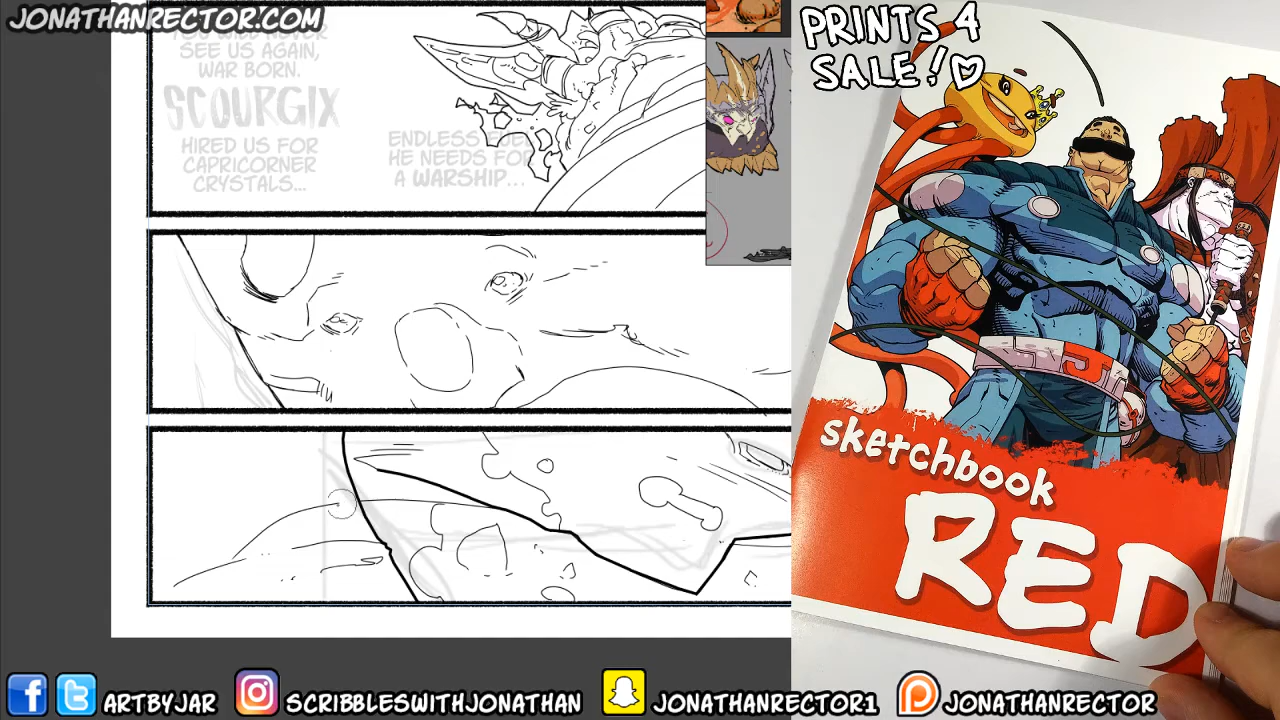 JONATHANRECTOR.COM
SEE US AGAIN,
WAR BORN.
SCOURGIX
HIRED US FOR
CAPRICORNER
CRYSTALS...
ENDLESS
HE NEEDS FOR
A WARSHIP...
PRINTS 4
SALE!
sketchbook
RED
ARTBYJAR
SCRIBBLESWITHJONATHAN
JONATHANRECTOR1
JONATHANRECTOR